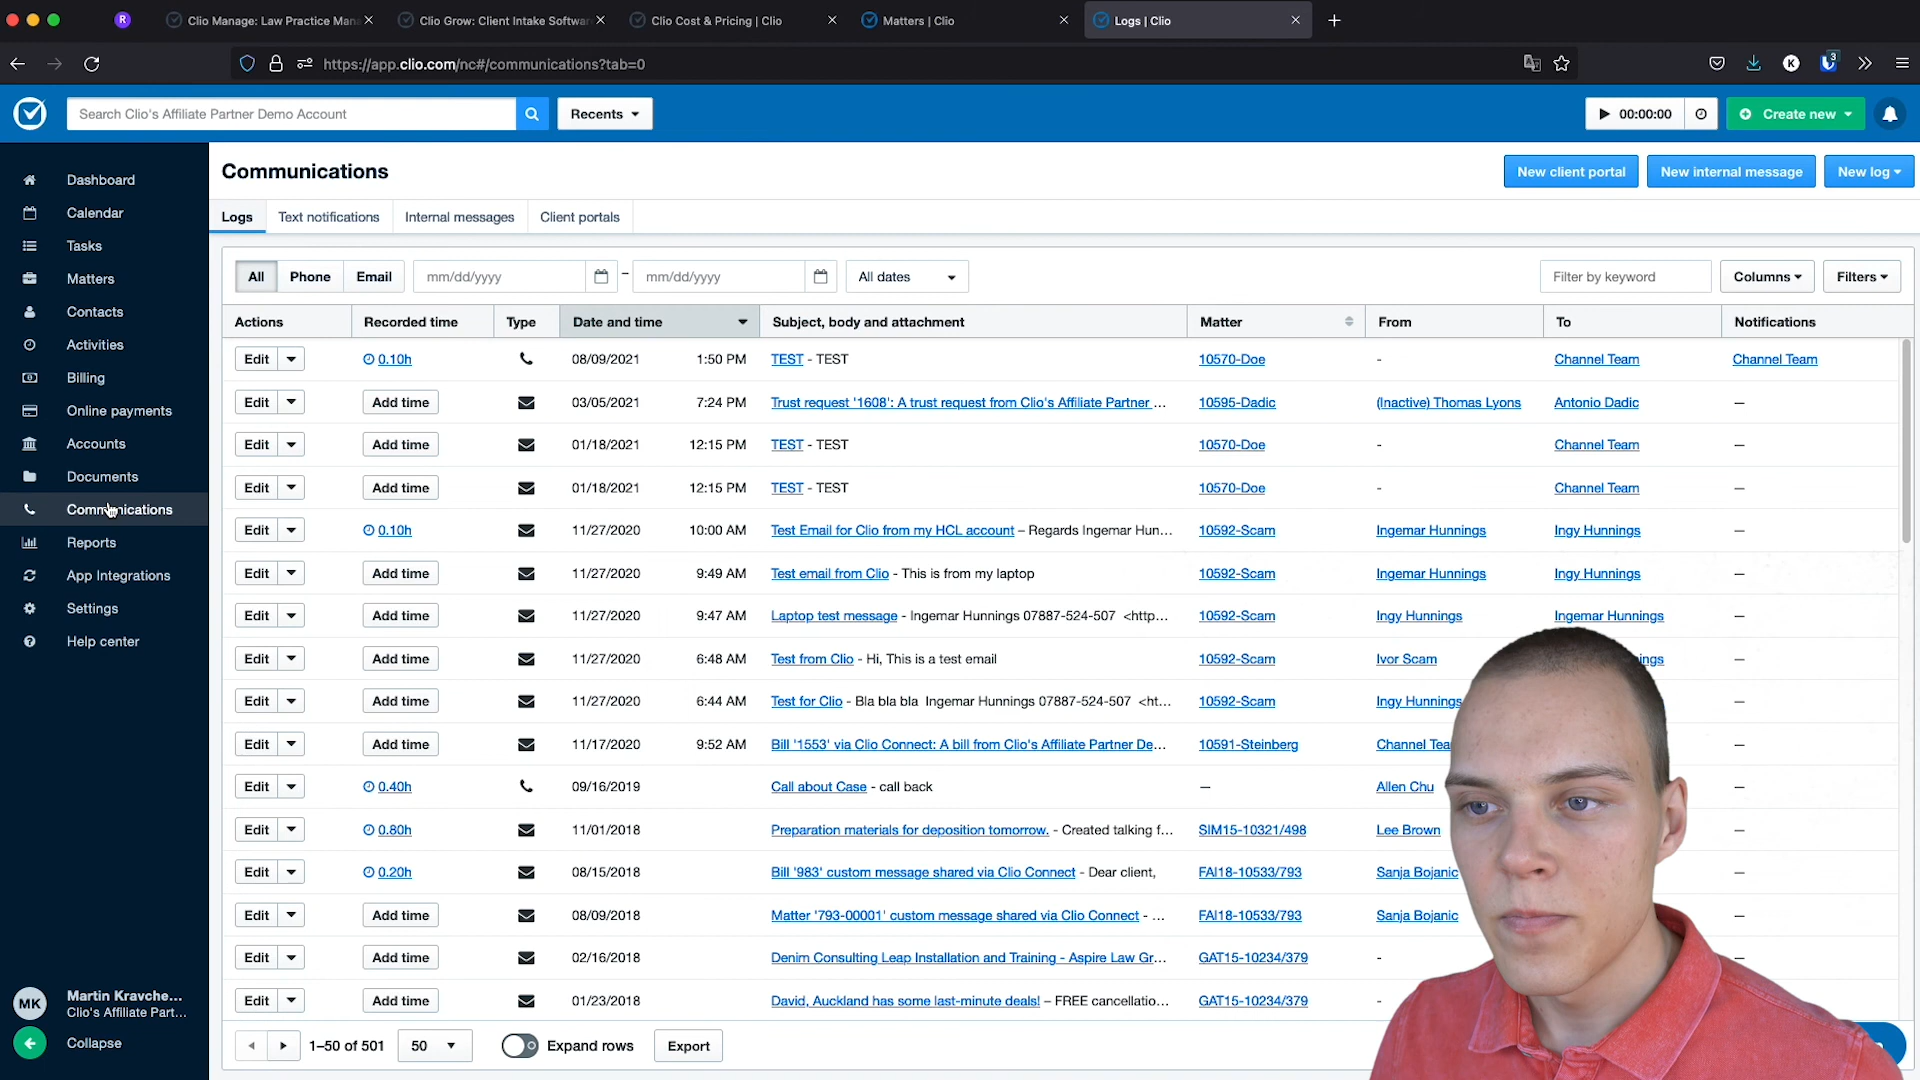 R
Clio Manage: Law Practice Mana
Clio Grow: Client Intake Software
Clio Cost & Pricing | Clio
Matters | Clio
Logs | Clio
https://app.clio.com/nc#/communications?tab=0
K
3
Search Clio's Affiliate Partner Demo Account
Recents
00:00:00
Create new
Dashboard
Calendar
Tasks
Matters
Contacts
Activities
Billing
Online payments
Accounts
Documents
Communications
Reports
App Integrations
Settings
Help center
MK
Martin Kravche...
Clio's Affiliate Part...
Collapse
Communications
New client portal
New internal message
New log
Logs
Text notifications
Internal messages
Client portals
All
Phone
Email
mm/dd/yyyy
–
mm/dd/yyyy
All dates
Filter by keyword
Columns
Filters
Actions Recorded time Type Date and time Subject, body and attachment Matter From To Notifications
Edit 0.10h 08/09/2021 1:50 PM TEST - TEST 10570-Doe - Channel Team Channel Team
Edit Add time 03/05/2021 7:24 PM Trust request '1608': A trust request from Clio's Affiliate Partner ... 10595-Dadic (Inactive) Thomas Lyons Antonio Dadic —
Edit Add time 01/18/2021 12:15 PM TEST - TEST 10570-Doe - Channel Team —
Edit Add time 01/18/2021 12:15 PM TEST - TEST 10570-Doe - Channel Team —
Edit 0.10h 11/27/2020 10:00 AM Test Email for Clio from my HCL account – Regards Ingemar Hun... 10592-Scam Ingemar Hunnings Ingy Hunnings —
Edit Add time 11/27/2020 9:49 AM Test email from Clio - This is from my laptop 10592-Scam Ingemar Hunnings Ingy Hunnings —
Edit Add time 11/27/2020 9:47 AM Laptop test message - Ingemar Hunnings 07887-524-507 <http... 10592-Scam Ingy Hunnings Ingemar Hunnings —
Edit Add time 11/27/2020 6:48 AM Test from Clio - Hi, This is a test email 10592-Scam Ivor Scam ings —
Edit Add time 11/27/2020 6:44 AM Test for Clio - Bla bla bla Ingemar Hunnings 07887-524-507 <ht... 10592-Scam Ingy Hunnings —
Edit Add time 11/17/2020 9:52 AM Bill '1553' via Clio Connect: A bill from Clio's Affiliate Partner De... 10591-Steinberg Channel Tea —
Edit 0.40h 09/16/2019 Call about Case - call back — Allen Chu —
Edit 0.80h 11/01/2018 Preparation materials for deposition tomorrow. - Created talking f... SIM15-10321/498 Lee Brown —
Edit 0.20h 08/15/2018 Bill '983' custom message shared via Clio Connect - Dear client, FAI18-10533/793 Sanja Bojanic —
Edit Add time 08/09/2018 Matter '793-00001' custom message shared via Clio Connect - ... FAI18-10533/793 Sanja Bojanic —
Edit Add time 02/16/2018 Denim Consulting Leap Installation and Training - Aspire Law Gr... GAT15-10234/379 - —
Edit Add time 01/23/2018 David, Auckland has some last-minute deals! – FREE cancellatio... GAT15-10234/379 -
1–50 of 501
50
Expand rows
Export